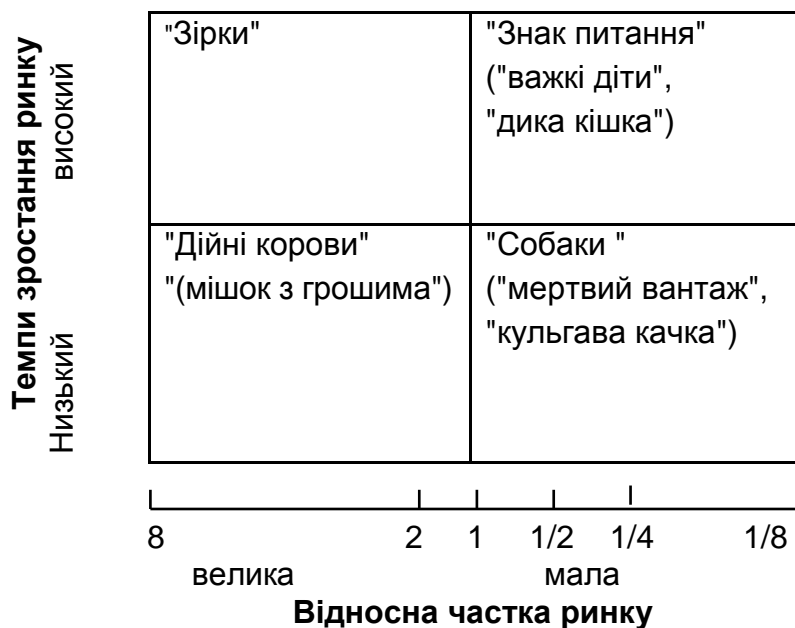 Темпи зростання ринку
високий
Низький
"Зірки"
"Знак питання"
("важкі діти",
"дика кішка")
"Дійні корови"
"(мішок з грошима")
"Собаки "
("мертвий вантаж",
"кульгава качка")
8 2 1 1/2 1/4 1/8
велика мала
Відносна частка ринку